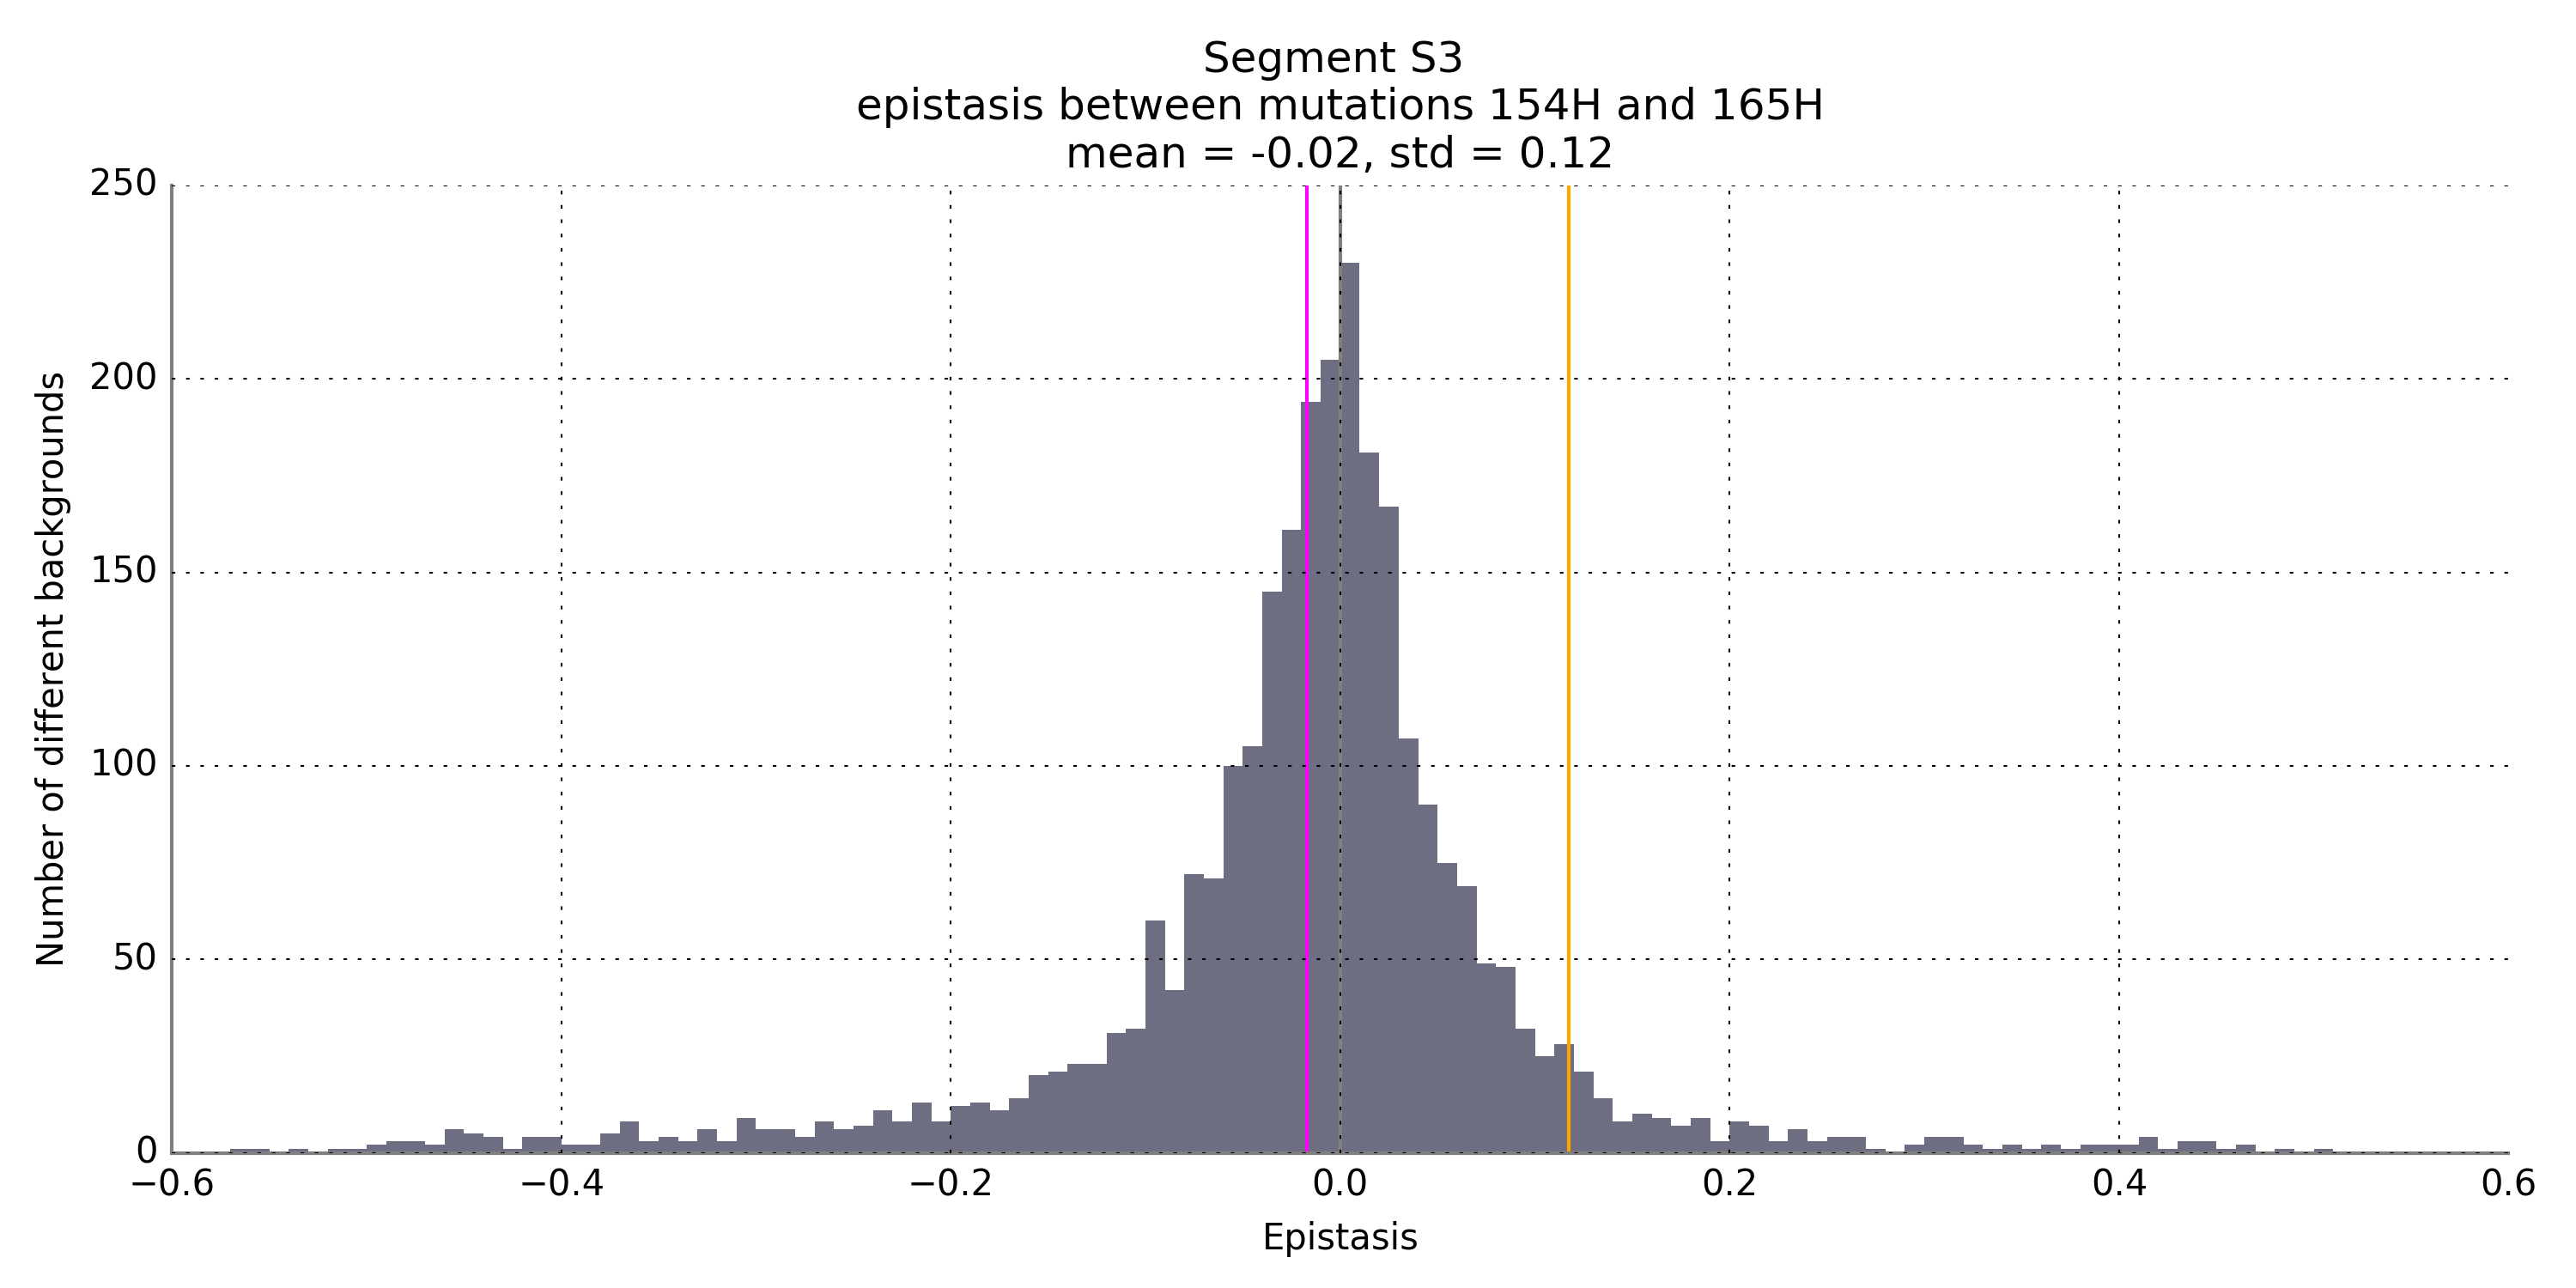 Segment S3
epistasis between mutations 154H and 165H
mean = -0.02, std = 0.12
250
200
150
100
50
0
Number of different backgrounds
−0.6 −0.4 −0.2 0.0 0.2 0.4 0.6
Epistasis